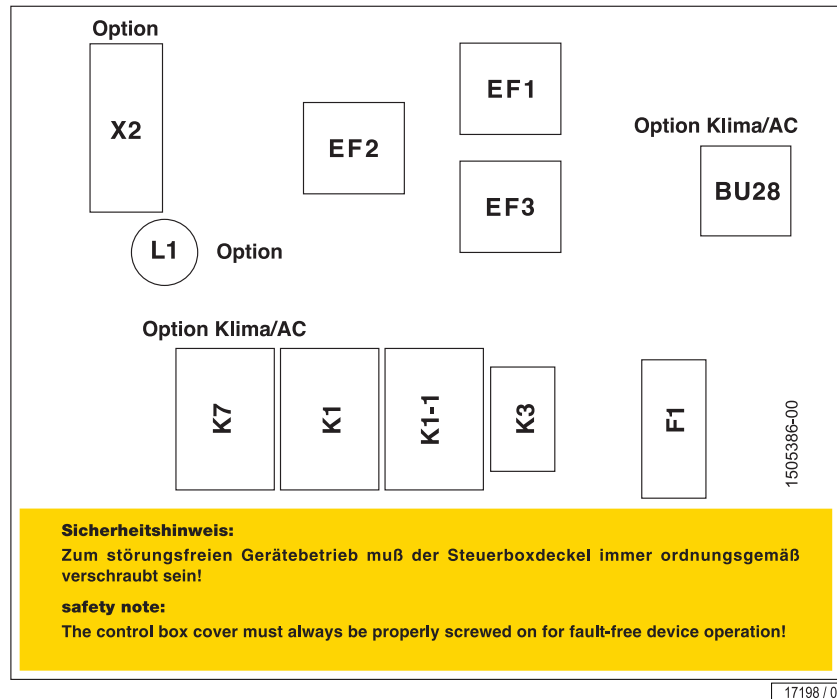 Option
X2
EF1
EF2
Option Klima/AC
BU28
EF3
L1
Option
Option Klima/AC
K7
K1
K1-1
K3
F1
1505386-00
Sicherheitshinweis:
Zum störungsfreien Gerätebetrieb muß der Steuerboxdeckel immer ordnungsgemäß
verschraubt sein!
safety note:
The control box cover must always be properly screwed on for fault-free device operation!
17198 / 0